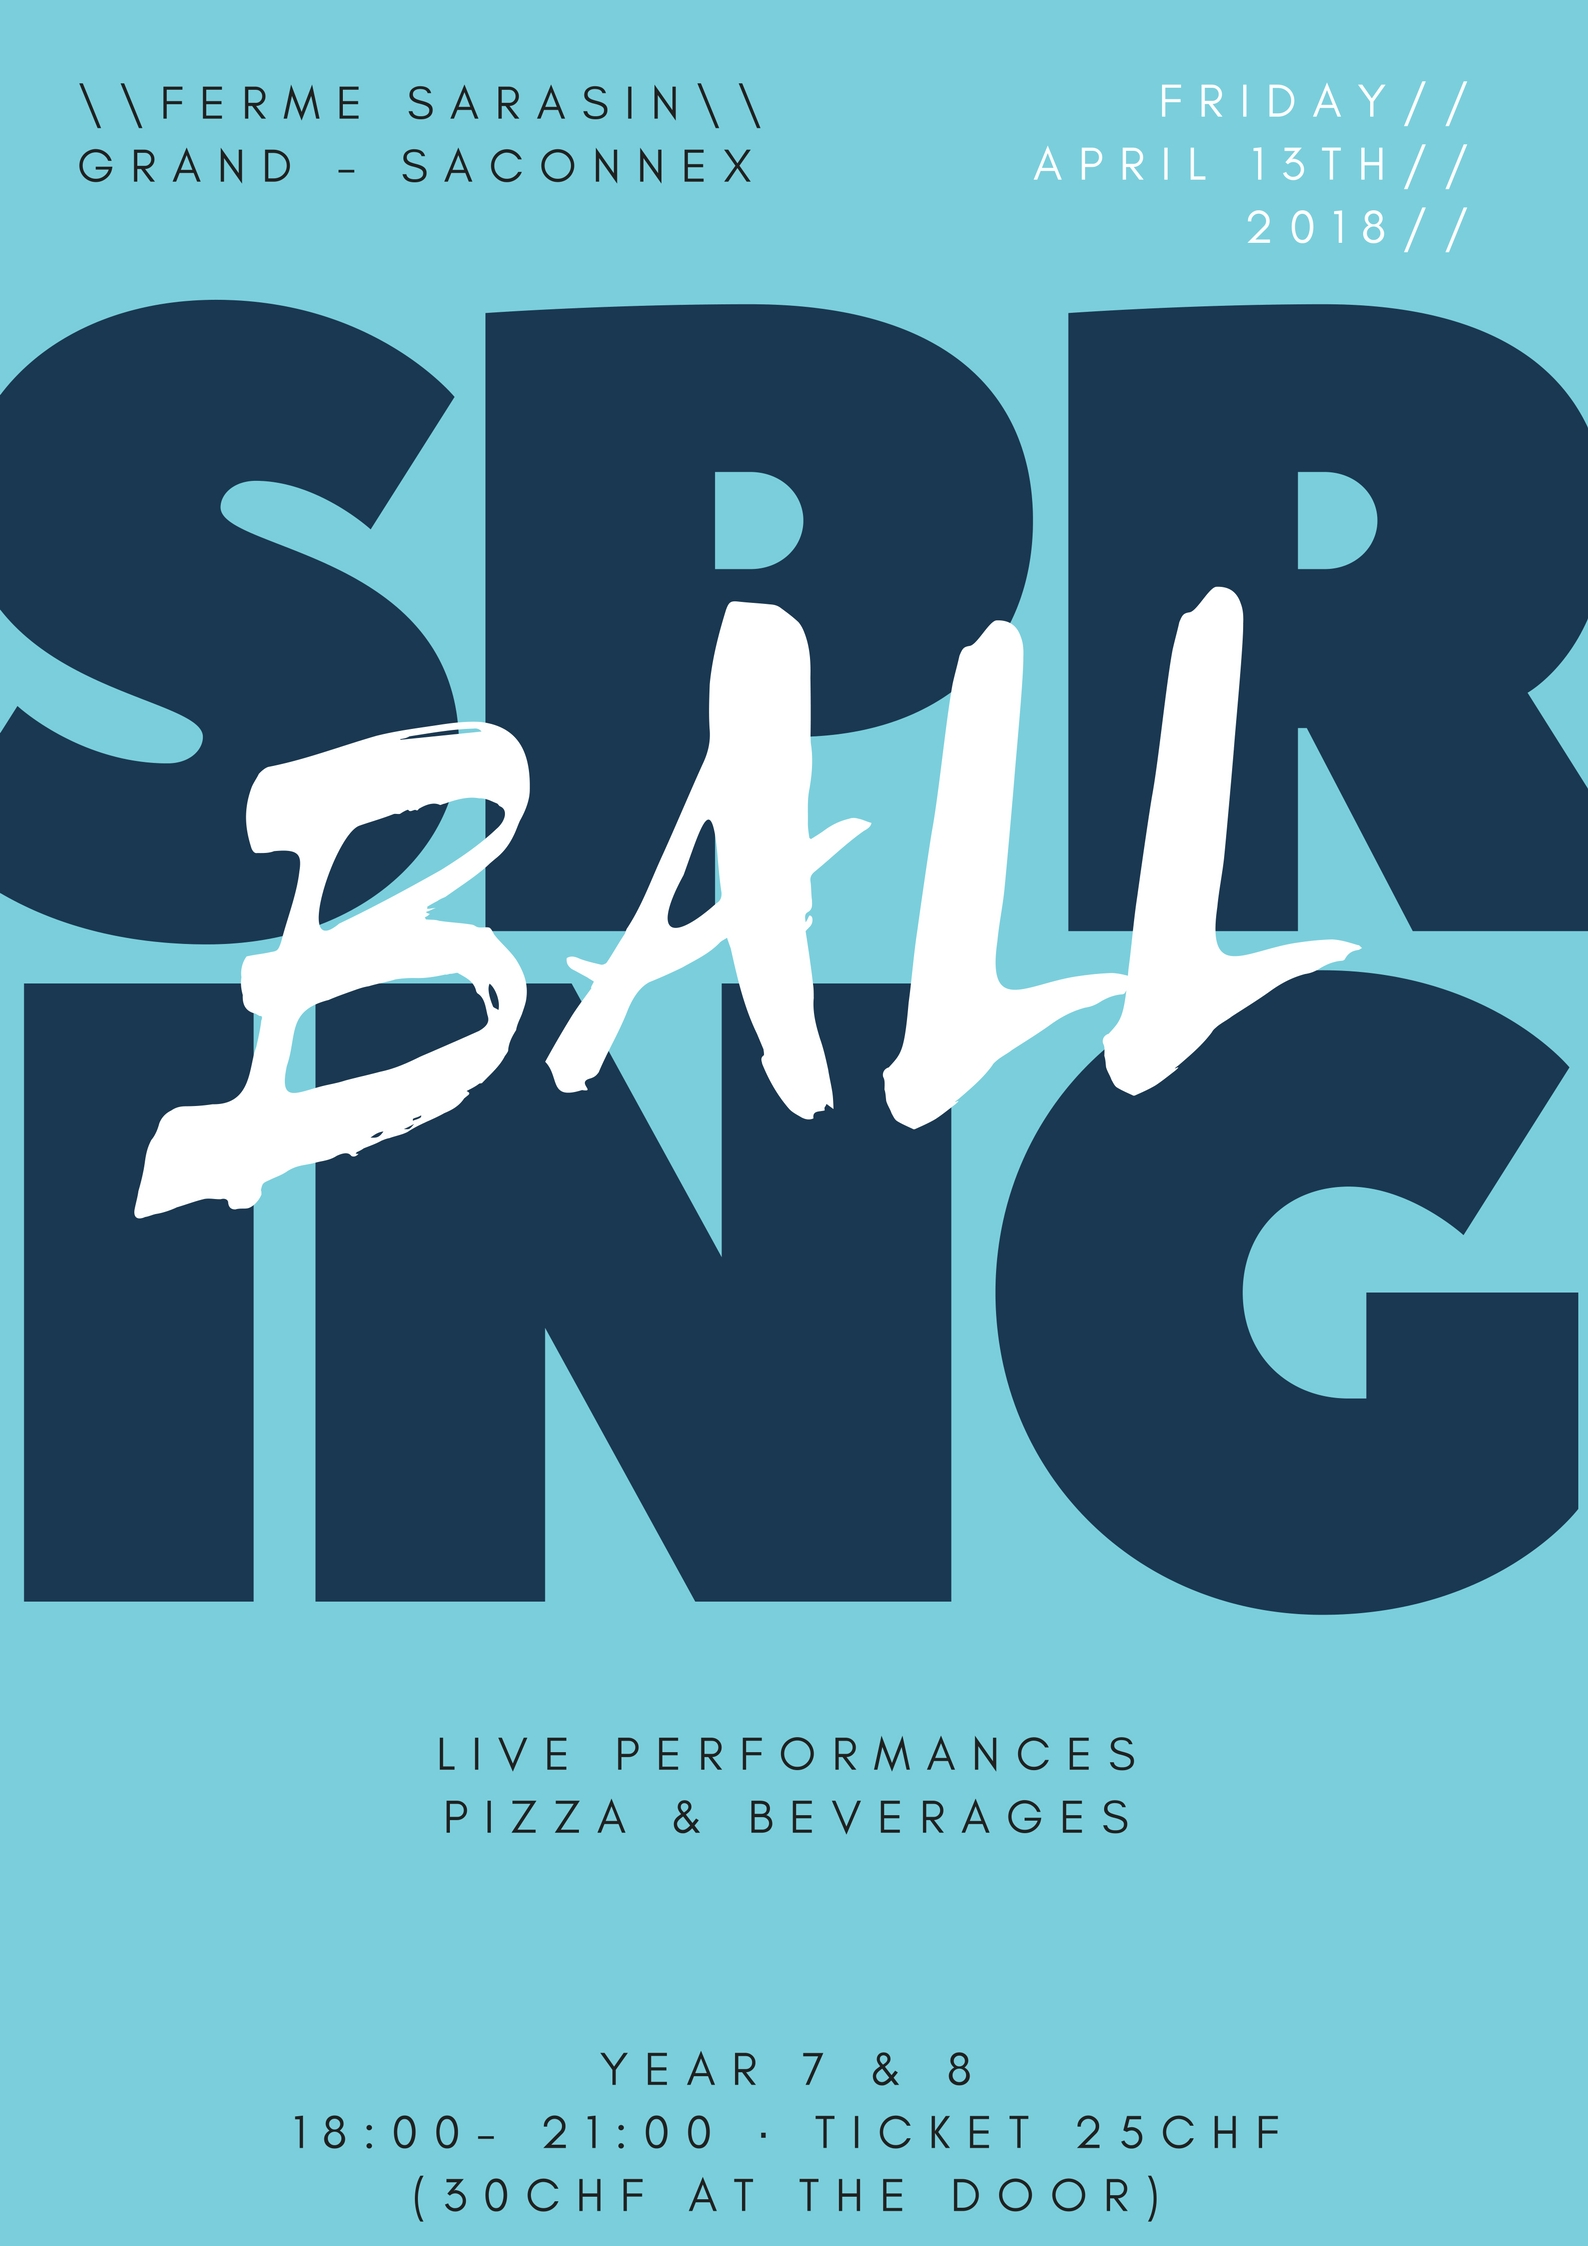 \\FERME SARASIN\\
GRAND - SACONNEX
FRIDAY//
APRIL 13TH//
2018//
SPR
BALL
ING
LIVE PERFORMANCES
PIZZA & BEVERAGES
YEAR 7 & 8
18:00- 21:00 · TICKET 25CHF
(30CHF AT THE DOOR)